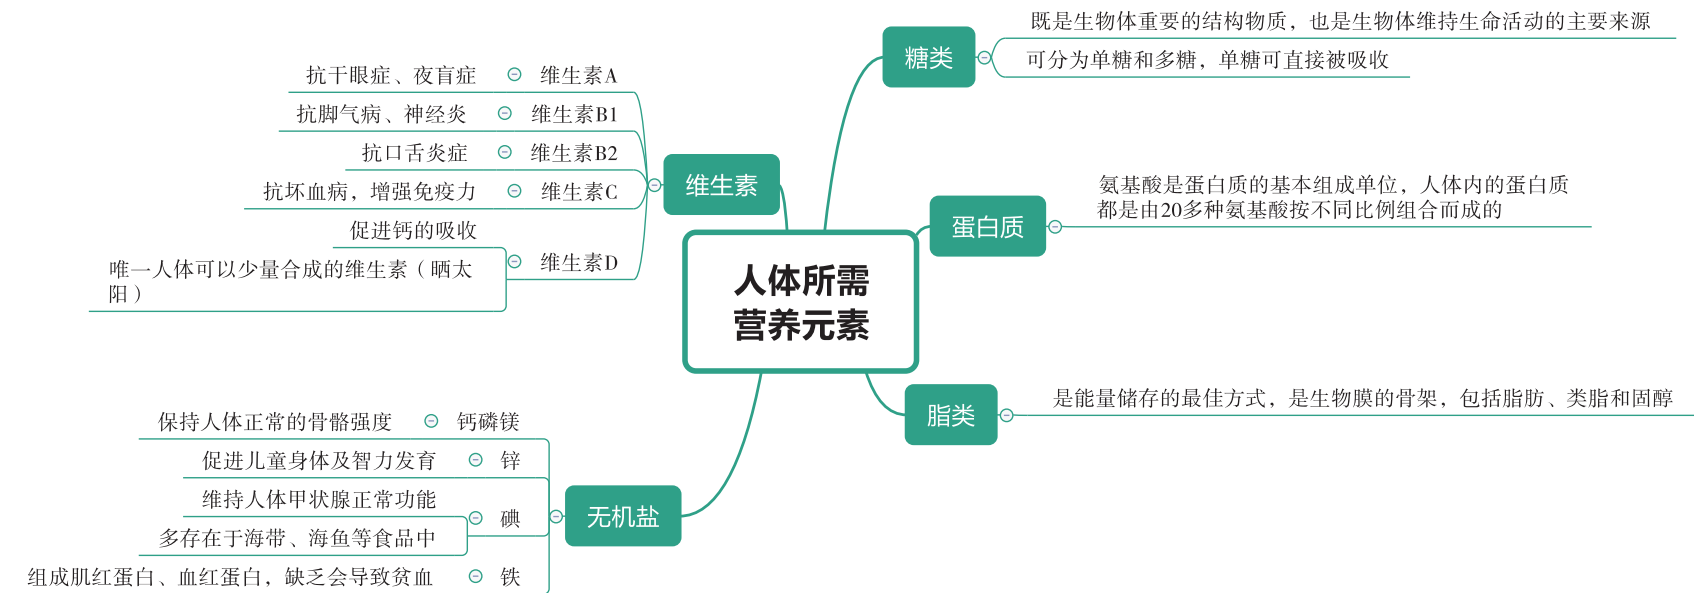 人体所需
营养元素
糖类
既是生物体重要的结构物质，也是生物体维持生命活动的主要来源
可分为单糖和多糖，单糖可直接被吸收
蛋白质
氨基酸是蛋白质的基本组成单位，人体内的蛋白质
都是由20多种氨基酸按不同比例组合而成的
脂类
是能量储存的最佳方式，是生物膜的骨架，包括脂肪、类脂和固醇
维生素
维生素A
抗干眼症、夜盲症
维生素B1
抗脚气病、神经炎
维生素B2
抗口舌炎症
维生素C
抗坏血病，增强免疫力
维生素D
促进钙的吸收
唯一人体可以少量合成的维生素（晒太
阳）
无机盐
钙磷镁
保持人体正常的骨骼强度
锌
促进儿童身体及智力发育
碘
维持人体甲状腺正常功能
多存在于海带、海鱼等食品中
铁
组成肌红蛋白、血红蛋白，缺乏会导致贫血